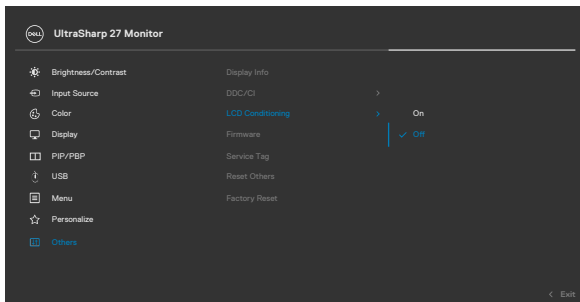 DELL UltraSharp 27 Monitor
Brightness/Contrast Display Info
Input Source DDC/CI
Color LCD Conditioning On
Display Firmware Off
PIP/PBP Service Tag
USB Reset Others
Menu Factory Reset
Personalize
Others
Exit